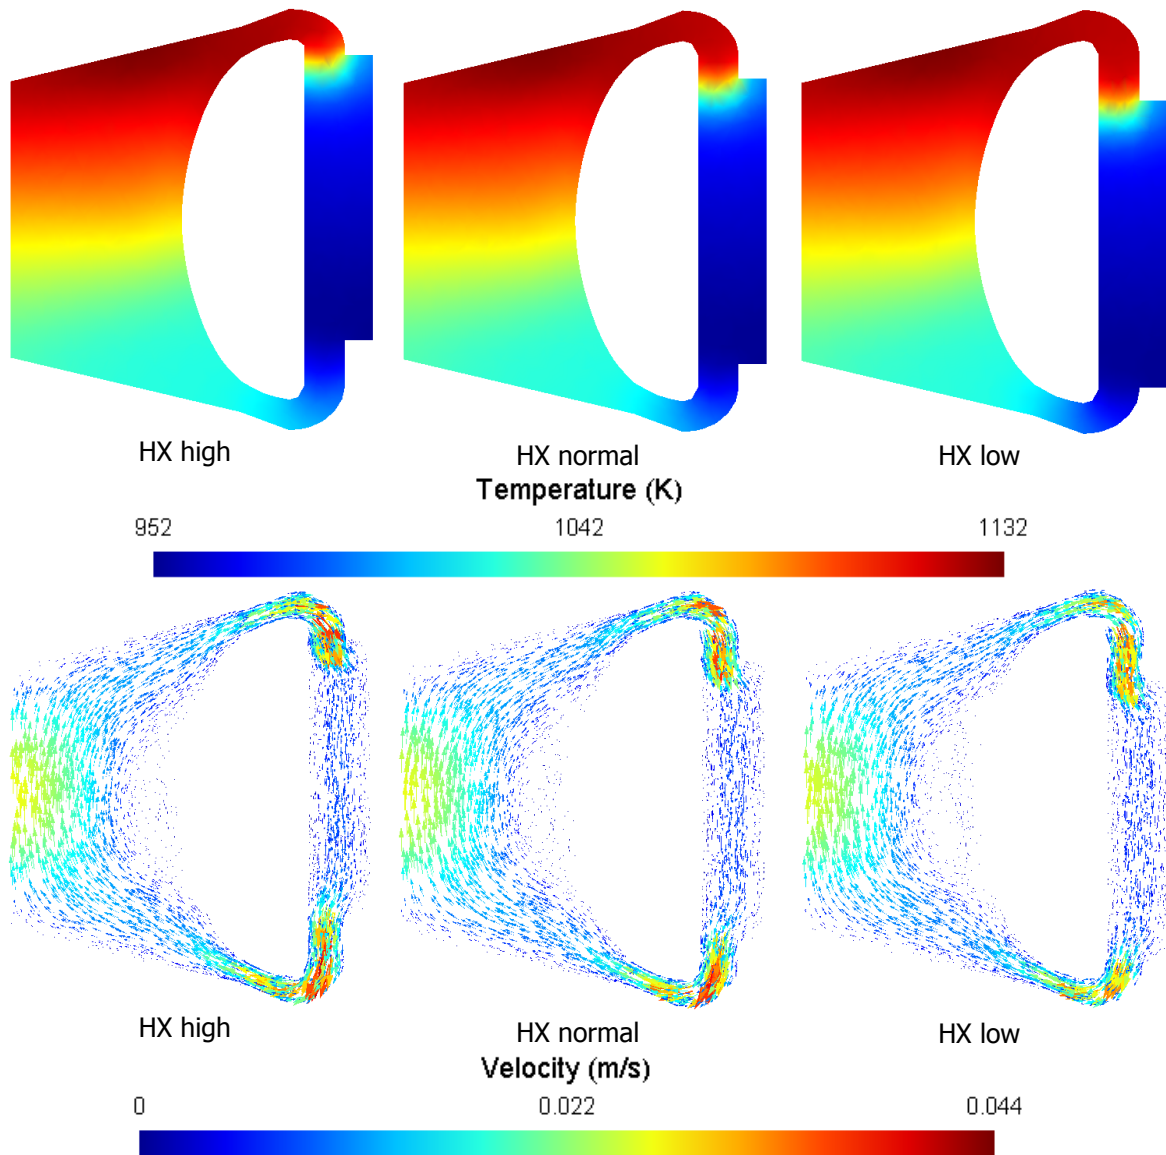 HX high
HX normal
HX low
Temperature (K)
952 1042 1132
HX high
HX normal
HX low
Velocity (m/s)
0 0.022 0.044